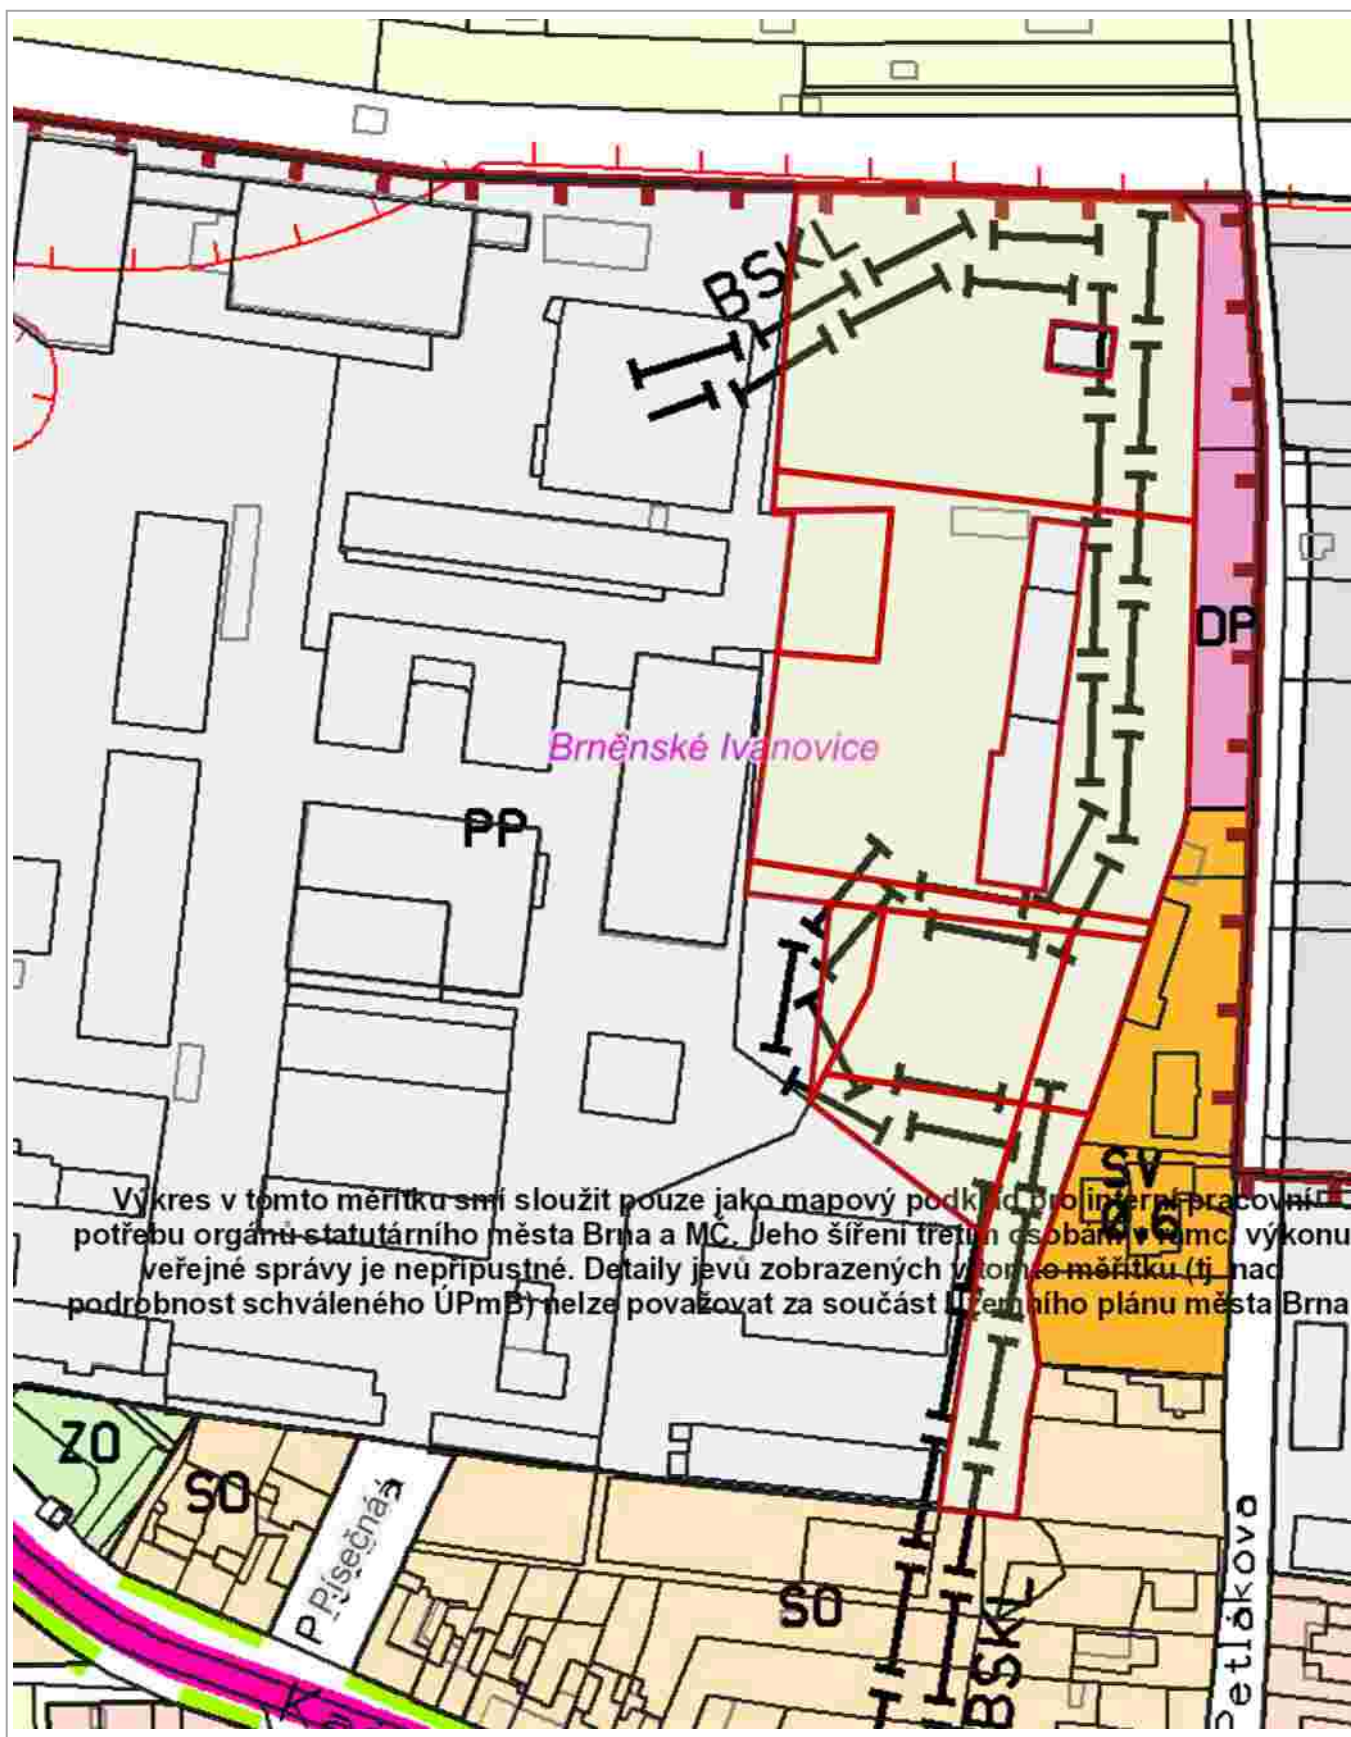 BSKL
DP
Brněnské Ivanovice
PP
SV
0.6
Výkres v tomto měřítku smí sloužit pouze jako mapový podklad pro interní pracovní
potřebu orgánů statutárního města Brna a MČ. Jeho šíření třetím osobám v rámci výkonu
veřejné správy je nepřípustné. Detaily jevů zobrazených v tomto měřítku (tj. nad
podrobnost schváleného ÚPmB) nelze považovat za součást Územního plánu města Brna
ZO
SO
Písečná
SO
BSKL
Petlákova